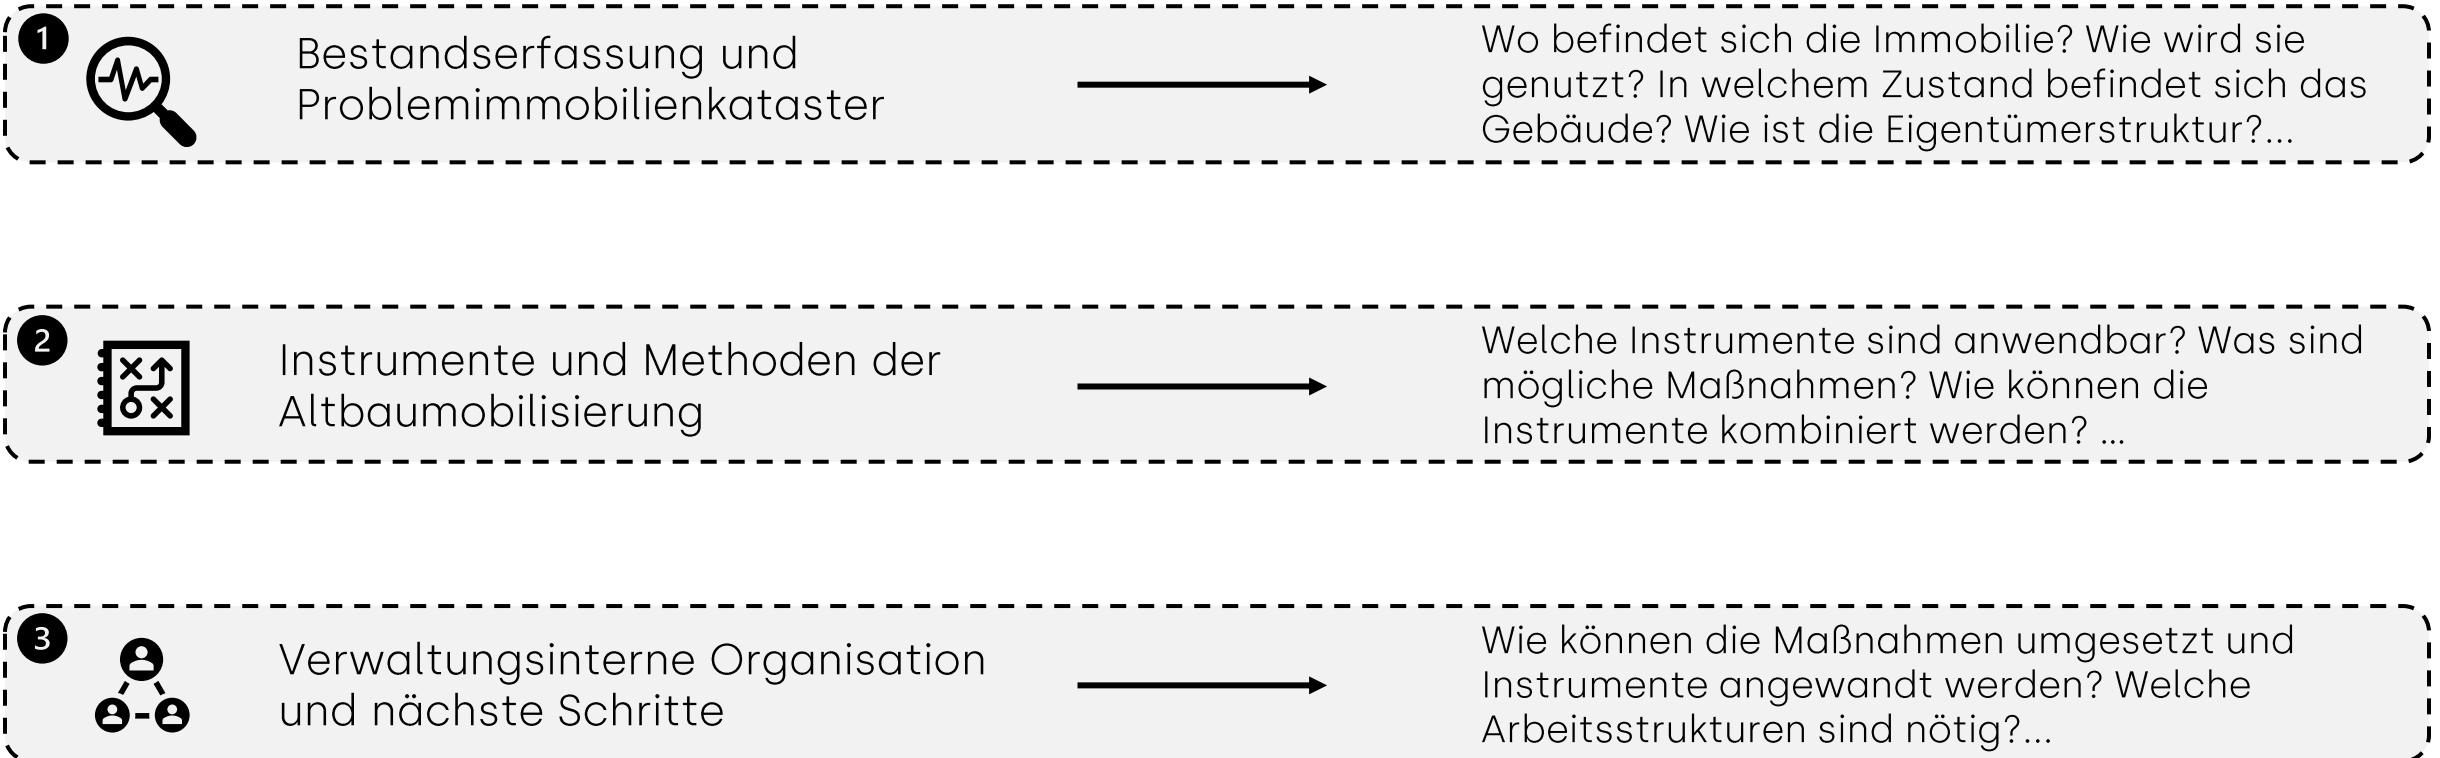 1
Bestandserfassung und
Problemimmobilienkataster
Wo befindet sich die Immobilie? Wie wird sie
genutzt? In welchem Zustand befindet sich das
Gebäude? Wie ist die Eigentümerstruktur?...
2
Instrumente und Methoden der
Altbaumobilisierung
Welche Instrumente sind anwendbar? Was sind
mögliche Maßnahmen? Wie können die
Instrumente kombiniert werden? ...
3
Verwaltungsinterne Organisation
und nächste Schritte
Wie können die Maßnahmen umgesetzt und
Instrumente angewandt werden? Welche
Arbeitsstrukturen sind nötig?...